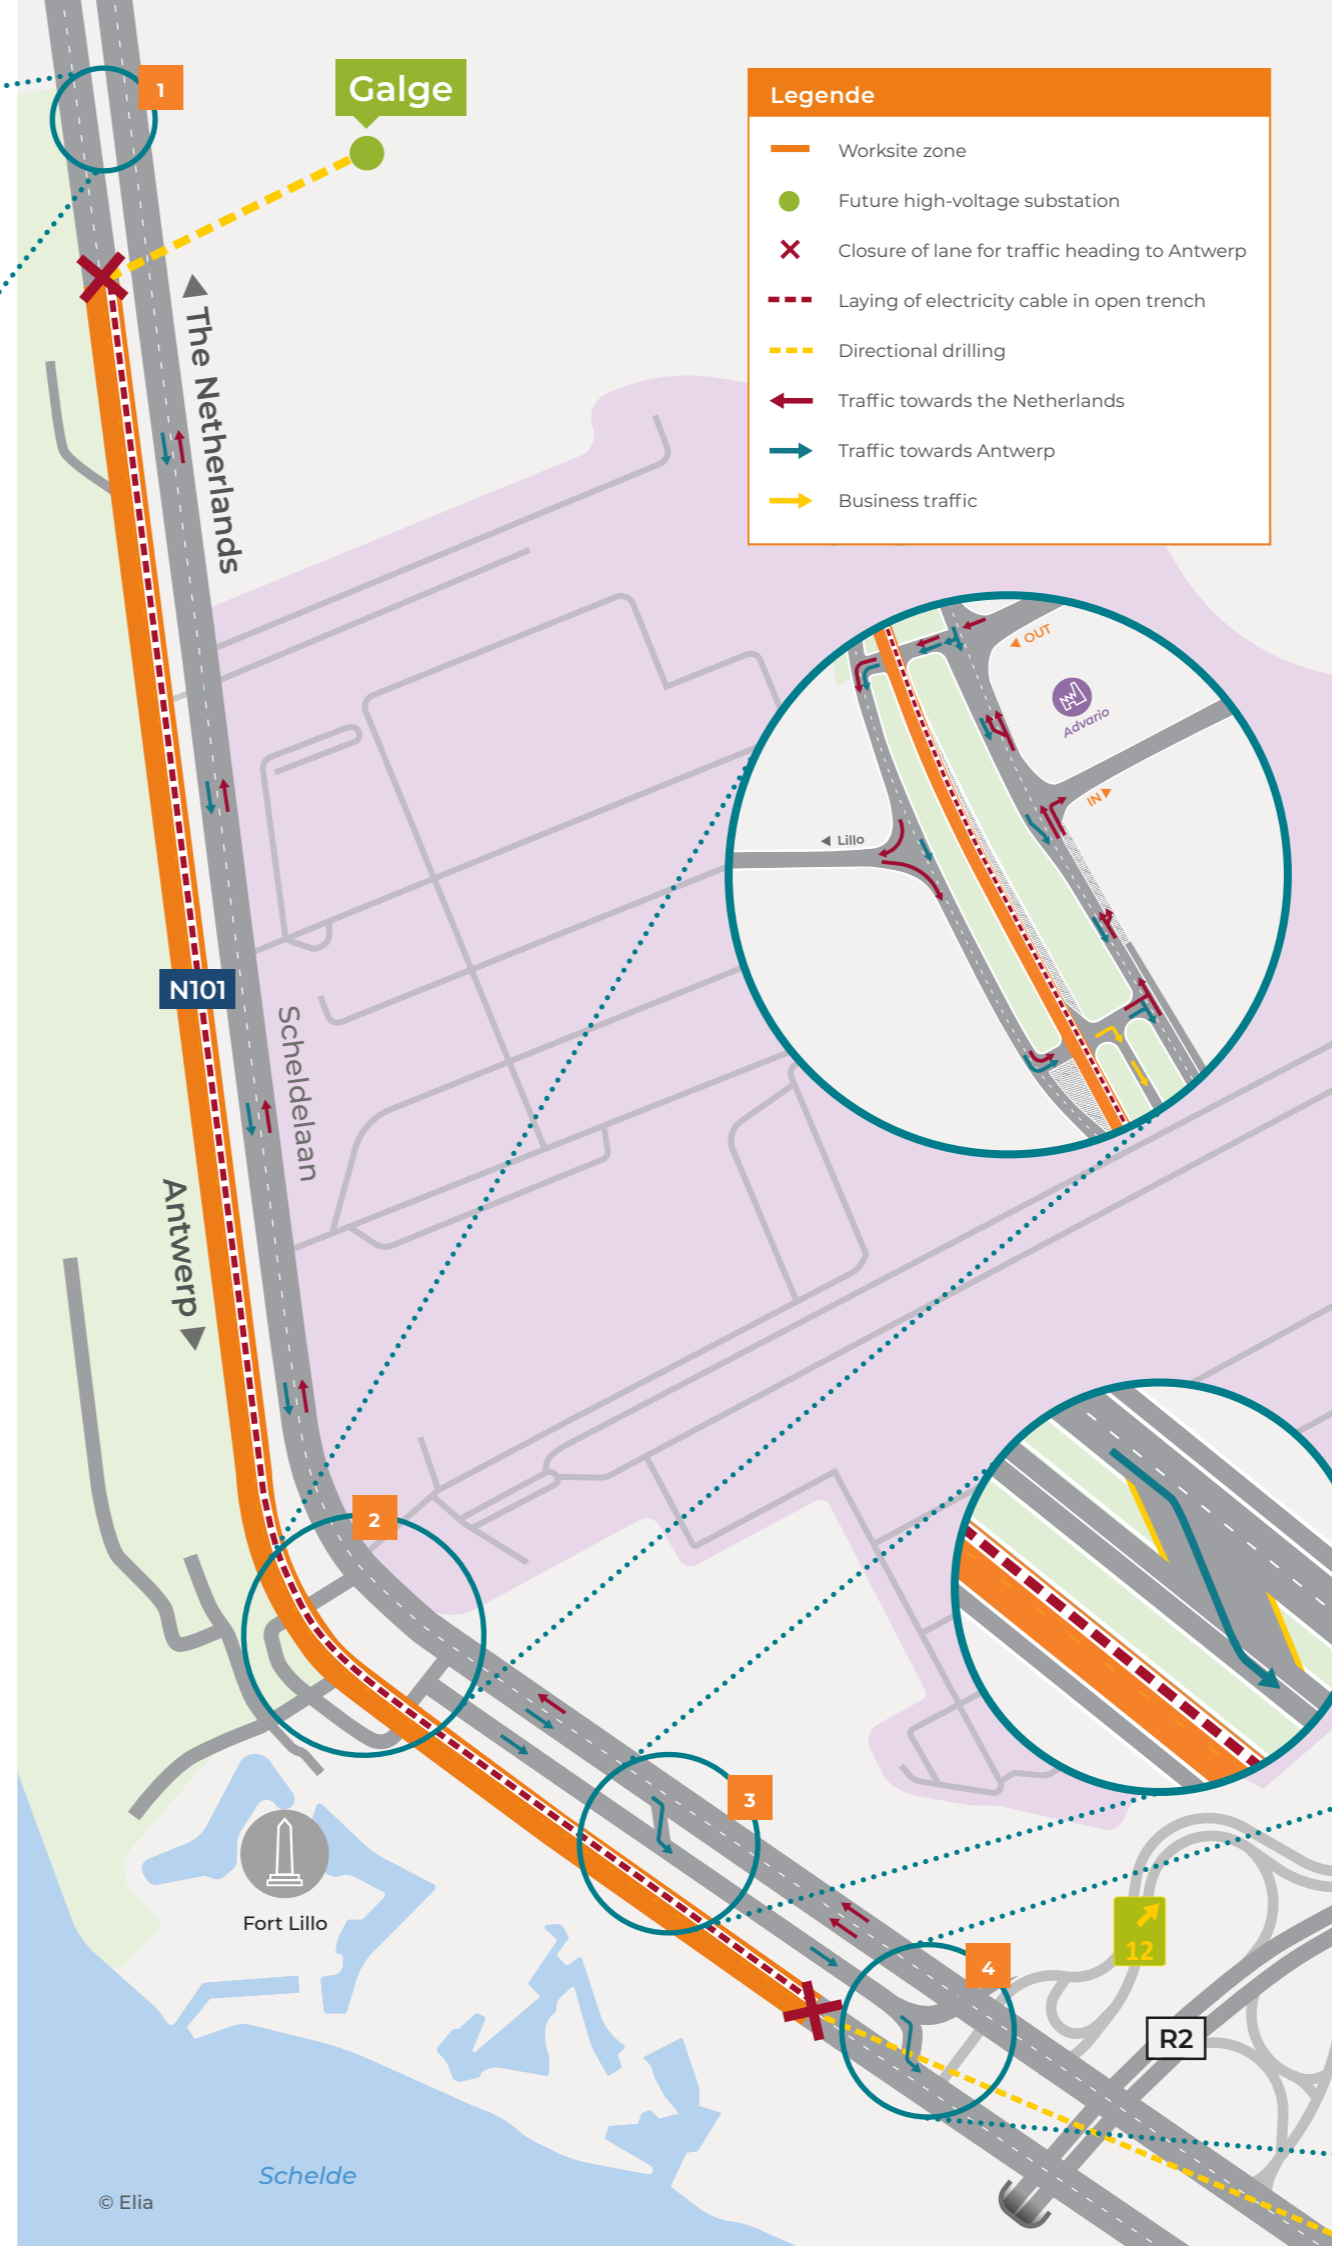 1
Galge
Legende
Worksite zone
Future high-voltage substation
Closure of lane for traffic heading to Antwerp
Laying of electricity cable in open trench
Directional drilling
Traffic towards the Netherlands
Traffic towards Antwerp
Business traffic
◀ The Netherlands
◀ OUT
Advario
IN ▶
◀ Lillo
N101
Scheldelaan
Antwerp ▶
2
3
Fort Lillo
4
12
R2
Schelde
© Elia